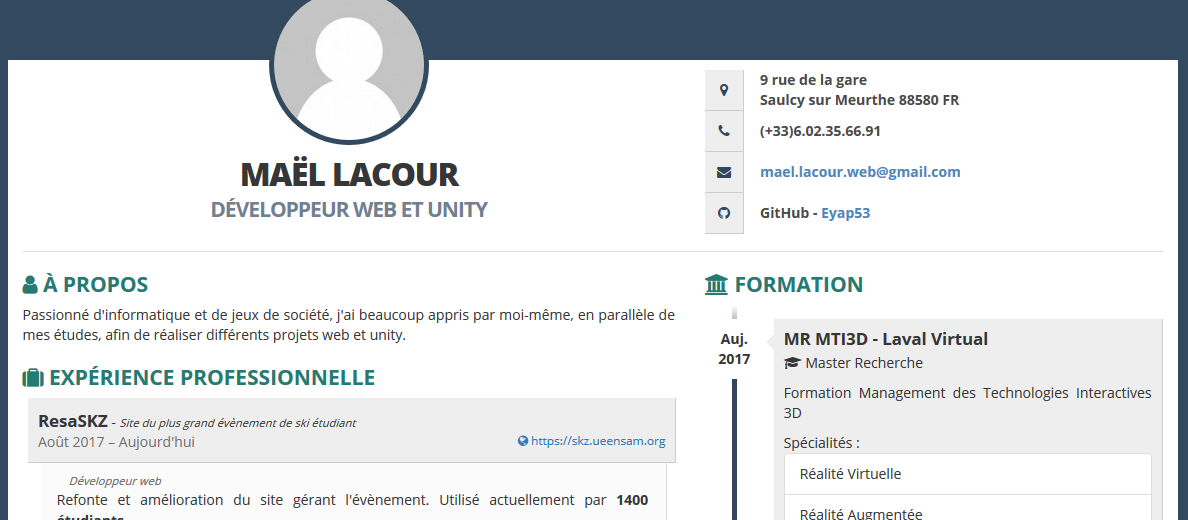 MAËL LACOUR
DÉVELOPPEUR WEB ET UNITY
9 rue de la gare
Saulcy sur Meurthe 88580 FR
(+33)6.02.35.66.91
mael.lacour.web@gmail.com
GitHub - Eyap53
À PROPOS
Passionné d'informatique et de jeux de société, j'ai beaucoup appris par moi-même, en parallèle de
mes études, afin de réaliser différents projets web et unity.
EXPÉRIENCE PROFESSIONNELLE
ResaSKZ - Site du plus grand évènement de ski étudiant
Août 2017 – Aujourd'hui
https://skz.ueensam.org
Développeur web
Refonte et amélioration du site gérant l'évènement. Utilisé actuellement par 1400
étudiants
FORMATION
Auj.
2017
MR MTI3D - Laval Virtual
Master Recherche
Formation Management des Technologies Interactives
3D
Spécialités :
Réalité Virtuelle
Réalité Augmentée